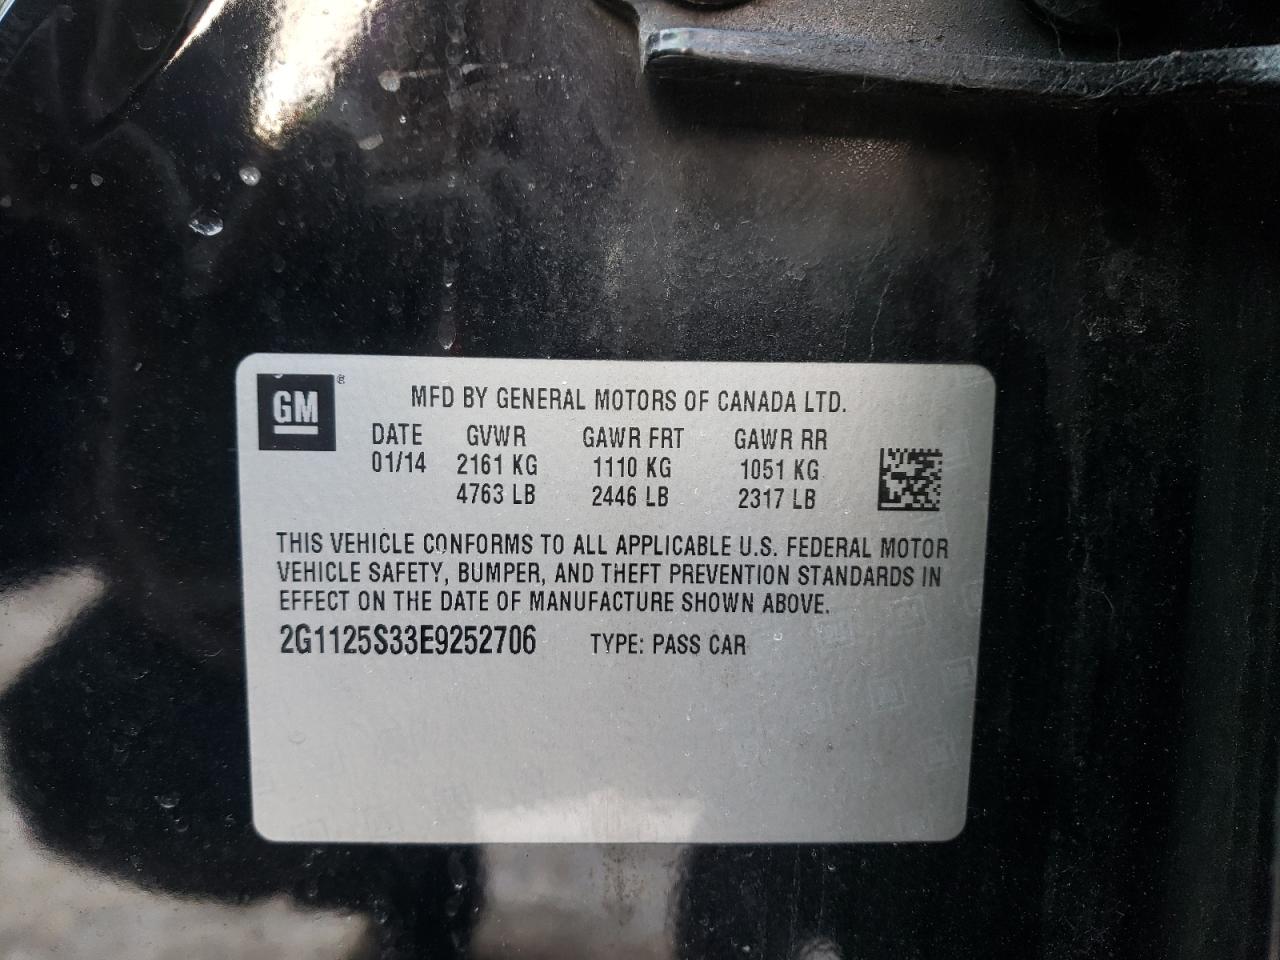 GM ®
MFD BY GENERAL MOTORS OF CANADA LTD.
DATE GVWR GAWR FRT GAWR RR
01/14 2161 KG 1110 KG 1051 KG
4763 LB 2446 LB 2317 LB
THIS VEHICLE CONFORMS TO ALL APPLICABLE U.S. FEDERAL MOTOR
VEHICLE SAFETY, BUMPER, AND THEFT PREVENTION STANDARDS IN
EFFECT ON THE DATE OF MANUFACTURE SHOWN ABOVE.
2G1125S33E9252706 TYPE: PASS CAR